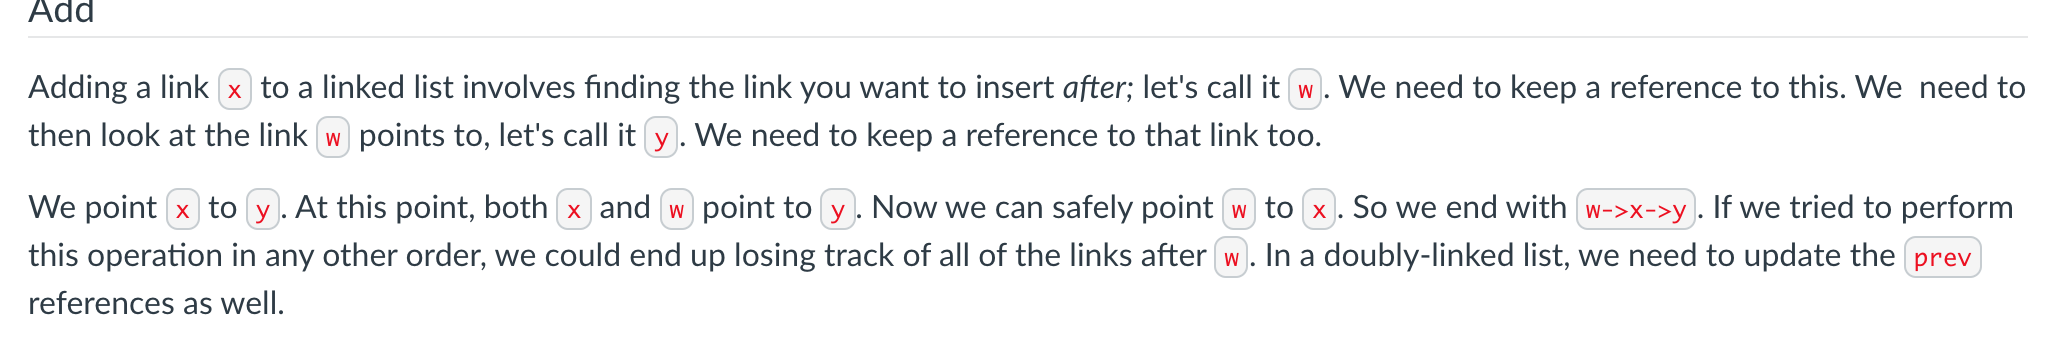 Add
Adding a link x to a linked list involves finding the link you want to insert after; let's call it w. We need to keep a reference to this. We  need to
then look at the link w points to, let's call it y. We need to keep a reference to that link too.
We point x to y. At this point, both x and w point to y. Now we can safely point w to x. So we end with w->x->y. If we tried to perform
this operation in any other order, we could end up losing track of all of the links after w. In a doubly-linked list, we need to update the prev
references as well.